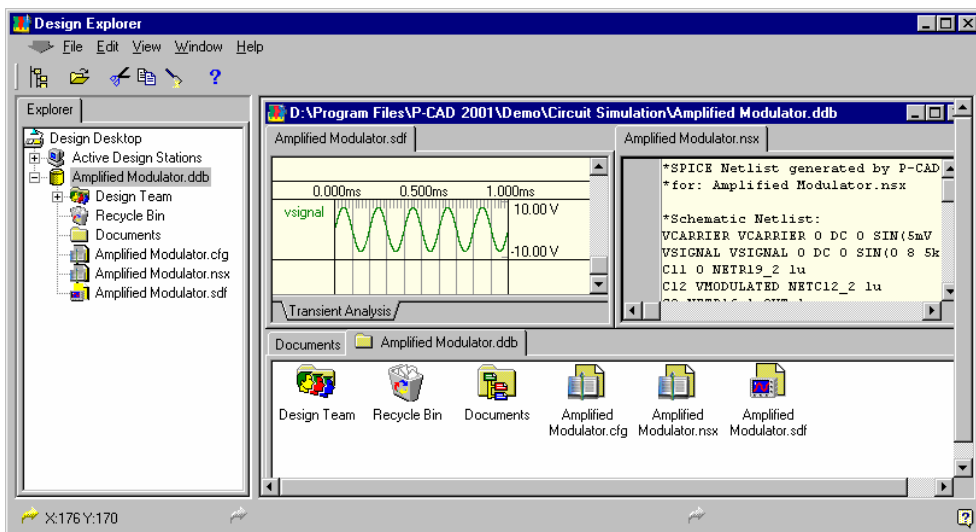 Design Explorer
File Edit View Window Help
?
Explorer
Design Desktop
Active Design Stations
Amplified Modulator.ddb
Design Team
Recycle Bin
Documents
Amplified Modulator.cfg
Amplified Modulator.nsx
Amplified Modulator.sdf
D:\Program Files\P-CAD 2001\Demo\Circuit Simulation\Amplified Modulator.ddb
Amplified Modulator.sdf
0.000ms 0.500ms 1.000ms
vsignal
10.00 V
-10.00 V
Transient Analysis
Amplified Modulator.nsx
*SPICE Netlist generated by P-CAD
*for: Amplified Modulator.nsx
*Schematic Netlist:
VCARRIER VCARRIER 0 DC 0 SIN(5mV
VSIGNAL VSIGNAL 0 DC 0 SIN(0 8 5k
C11 0 NETR19_2 1u
C12 VMODULATED NETC12_2 1u
Documents Amplified Modulator.ddb
Design Team
Recycle Bin
Documents
Amplified
Modulator.cfg
Amplified
Modulator.nsx
Amplified
Modulator.sdf
X:176 Y:170
?